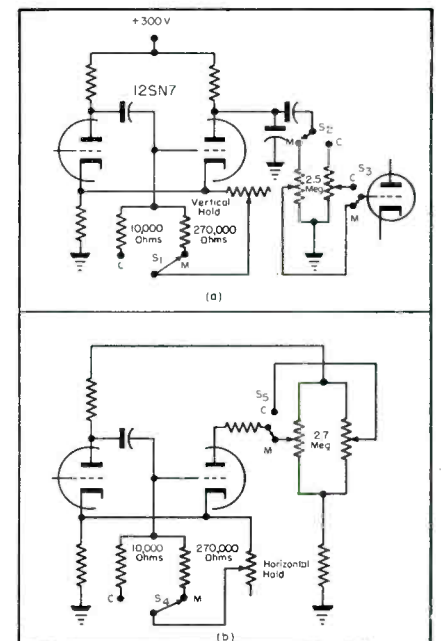 +300V
12SN7
S2
M
C
S3
2.5
Meg
C
M
Vertical
Hold
10,000
Ohms
270,000
Ohms
C
S1
M
(a)
S5
C
M
2.7
Meg
10,000
Ohms
270,000
Ohms
Horizontal
Hold
C
S4
M
(b)